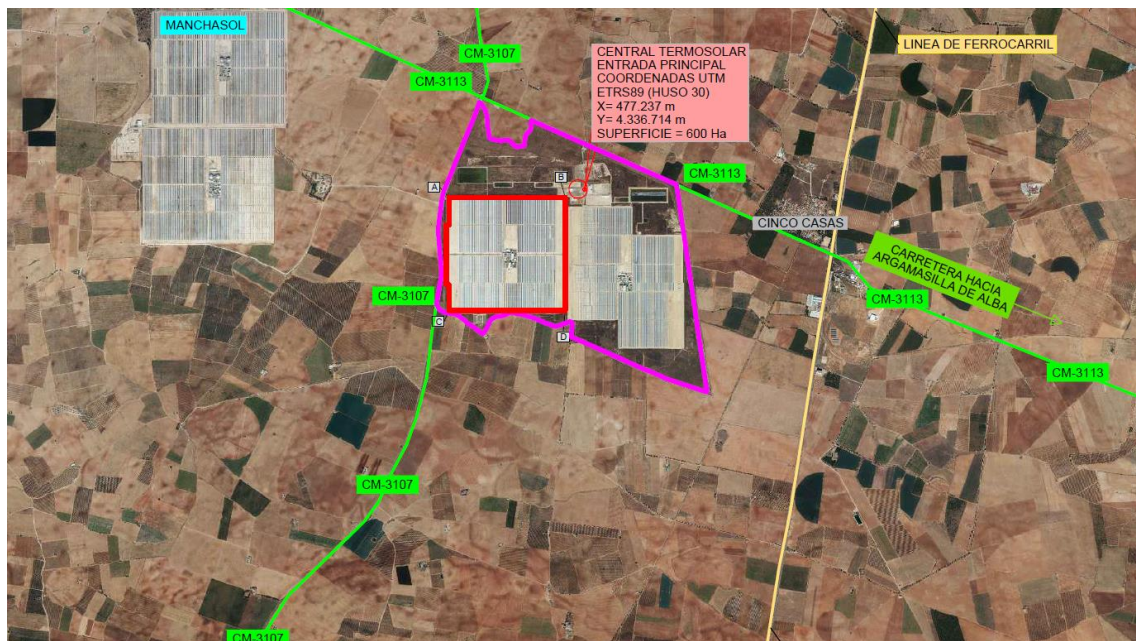 MANCHASOL
CM-3107
CM-3113
CENTRAL TERMOSOLAR
ENTRADA PRINCIPAL
COORDENADAS UTM
ETRS89 (HUSO 30)
X= 477.237 m
Y= 4.336.714 m
SUPERFICIE = 600 Ha
LINEA DE FERROCARRIL
A
B
CM-3113
CINCO CASAS
CARRETERA HACIA
ARGAMASILLA DE ALBA
CM-3107
CM-3113
C
D
CM-3113
CM-3107
CM-3107